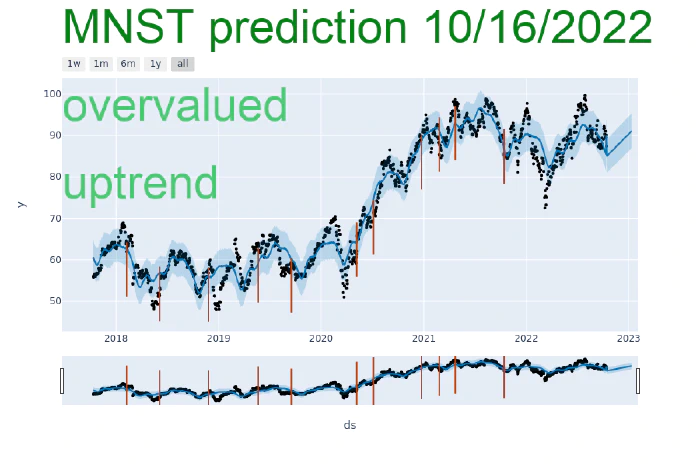 MNST prediction 10/16/2022
1w 1m 6m 1y all
overvalued
uptrend
100
90
80
70
60
50
y
2018 2019 2020 2021 2022 2023
ds